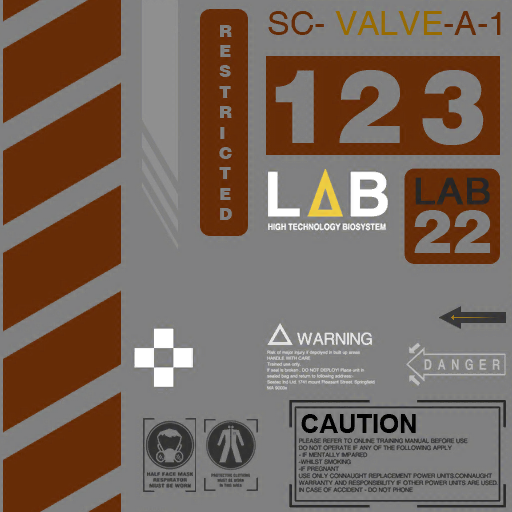 SC- VALVE-A-1
RESTRICTED
123
LAB
HIGH TECHNOLOGY BIOSYSTEM
LAB
22
WARNING
Risk of major injury if deployed in built up areas
HANDLE WITH CARE
Trained use only.
If seal is broken , DO NOT DEPLOY! Place unit in
sealed bag and return to following address-
Seatec Ind Ltd. 1741 mount Pleasant Street. Springfield
MA 92004
DANGER
CAUTION
PLEASE REFER TO ONLINE TRAINING MANUAL BEFORE USE
DO NOT OPERATE IF ANY OF THE FOLLOWING APPLY
- IF MENTALLY IMPARED
-WHILST SMOKING
-IF PREGNANT
USE ONLY CONNAUGHT REPLACEMENT POWER UNITS.CONNAUGHT
WARRANTY AND RESPONSIBILITY IF OTHER POWER UNITS ARE USED.
IN CASE OF ACCIDENT - DO NOT PHONE
HALF FACE MASK
RESPIRATOR
MUST BE WORN
PROTECTIVE CLOTHING
MUST BE WORN
IN THIS AREA